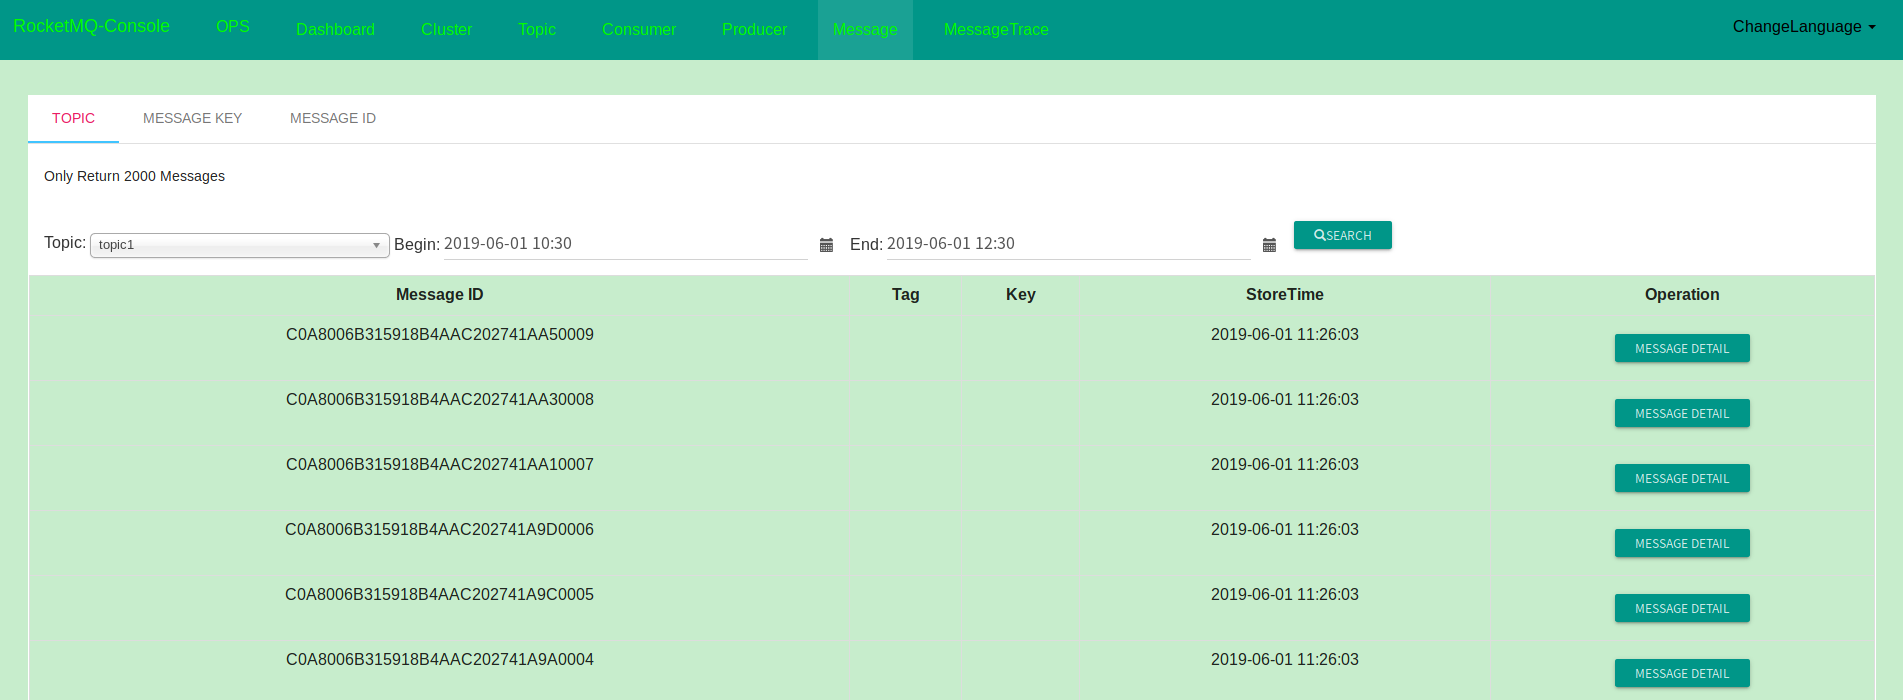 RocketMQ-Console OPS Dashboard Cluster Topic Consumer Producer Message MessageTrace ChangeLanguage
TOPIC MESSAGE KEY MESSAGE ID
Only Return 2000 Messages
Topic: topic1 Begin: 2019-06-01 10:30 End: 2019-06-01 12:30 SEARCH
Message ID Tag Key StoreTime Operation
C0A8006B315918B4AAC202741AA50009 2019-06-01 11:26:03 MESSAGE DETAIL
C0A8006B315918B4AAC202741AA30008 2019-06-01 11:26:03 MESSAGE DETAIL
C0A8006B315918B4AAC202741AA10007 2019-06-01 11:26:03 MESSAGE DETAIL
C0A8006B315918B4AAC202741A9D0006 2019-06-01 11:26:03 MESSAGE DETAIL
C0A8006B315918B4AAC202741A9C0005 2019-06-01 11:26:03 MESSAGE DETAIL
C0A8006B315918B4AAC202741A9A0004 2019-06-01 11:26:03 MESSAGE DETAIL